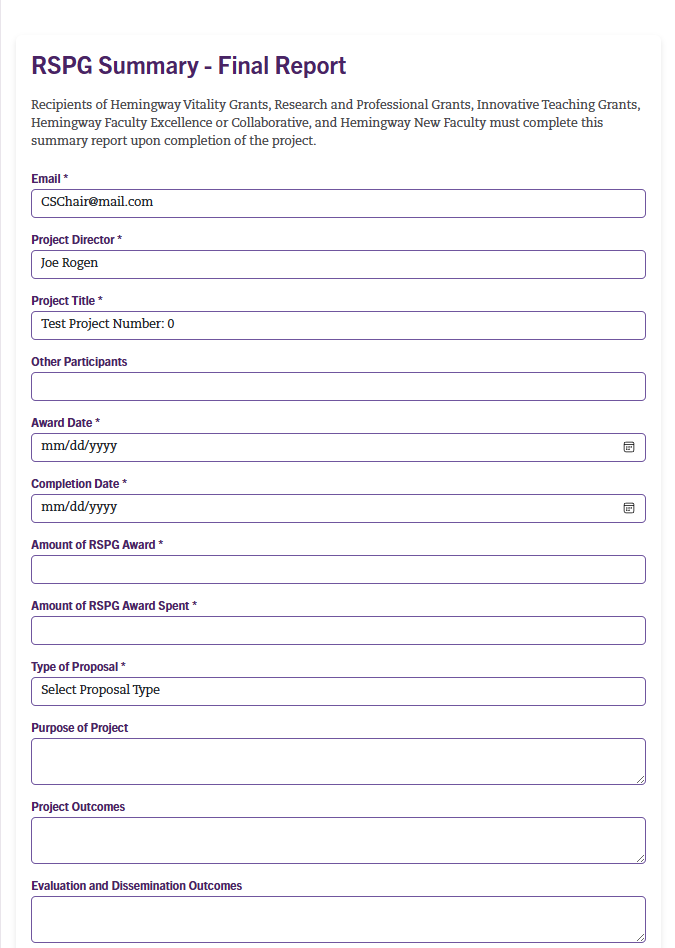 RSPG Summary - Final Report
Recipients of Hemingway Vitality Grants, Research and Professional Grants, Innovative Teaching Grants,
Hemingway Faculty Excellence or Collaborative, and Hemingway New Faculty must complete this
summary report upon completion of the project.
Email *
CSChair@mail.com
Project Director *
Joe Rogen
Project Title *
Test Project Number: 0
Other Participants
Award Date *
mm/dd/yyyy
Completion Date *
mm/dd/yyyy
Amount of RSPG Award *
Amount of RSPG Award Spent *
Type of Proposal *
Select Proposal Type
Purpose of Project
Project Outcomes
Evaluation and Dissemination Outcomes